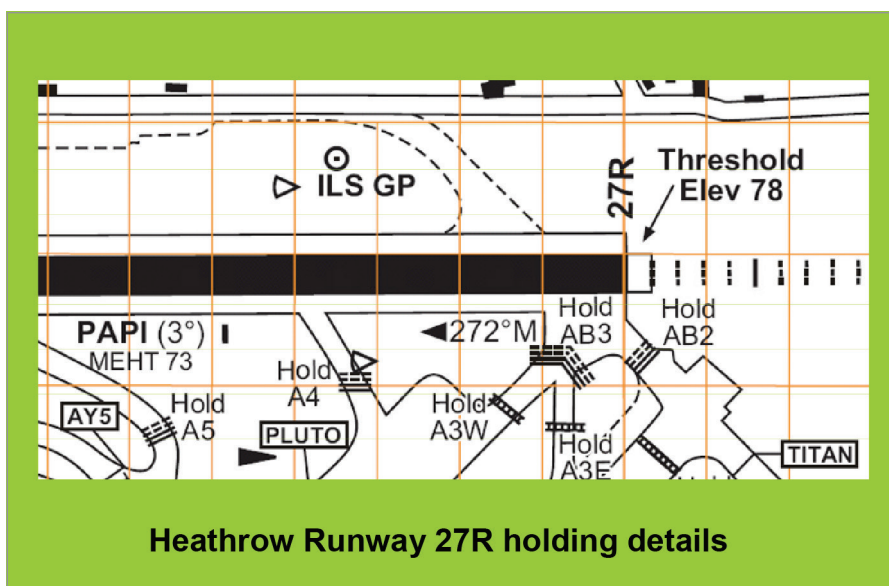 27R
Threshold
Elev 78
ILS GP
PAPI (3°)
MEHT 73
272°M
Hold
AB3
Hold
AB2
Hold
A4
Hold
A5
AY5
PLUTO
Hold
A3W
Hold
A3E
TITAN
Heathrow Runway 27R holding details